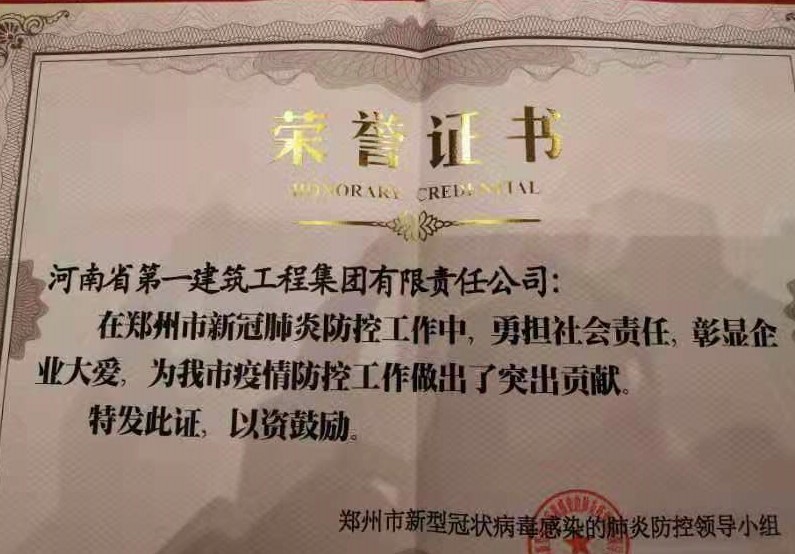 荣誉证书
HONORARY CREDENTIAL
河南省第一建筑工程集团有限责任公司：
在郑州市新冠肺炎防控工作中，勇担社会责任，彰显企
业大爱，为我市疫情防控工作做出了突出贡献。
特发此证，以资鼓励。
郑州市新型冠状病毒感染的肺炎防控领导小组